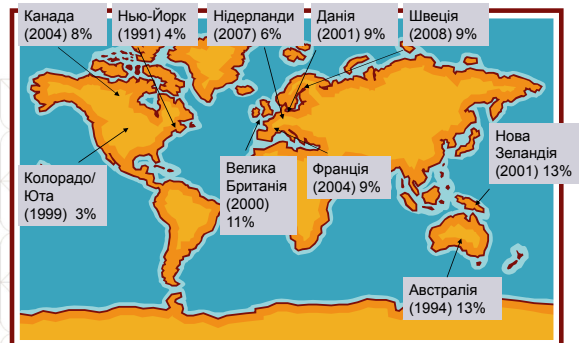 Канада
(2004) 8%
Нью-Йорк
(1991) 4%
Нідерланди
(2007) 6%
Данія
(2001) 9%
Швеція
(2008) 9%
Колорадо/
Юта
(1999) 3%
Велика
Британія
(2000)
11%
Франція
(2004) 9%
Нова
Зеландія
(2001) 13%
Австралія
(1994) 13%